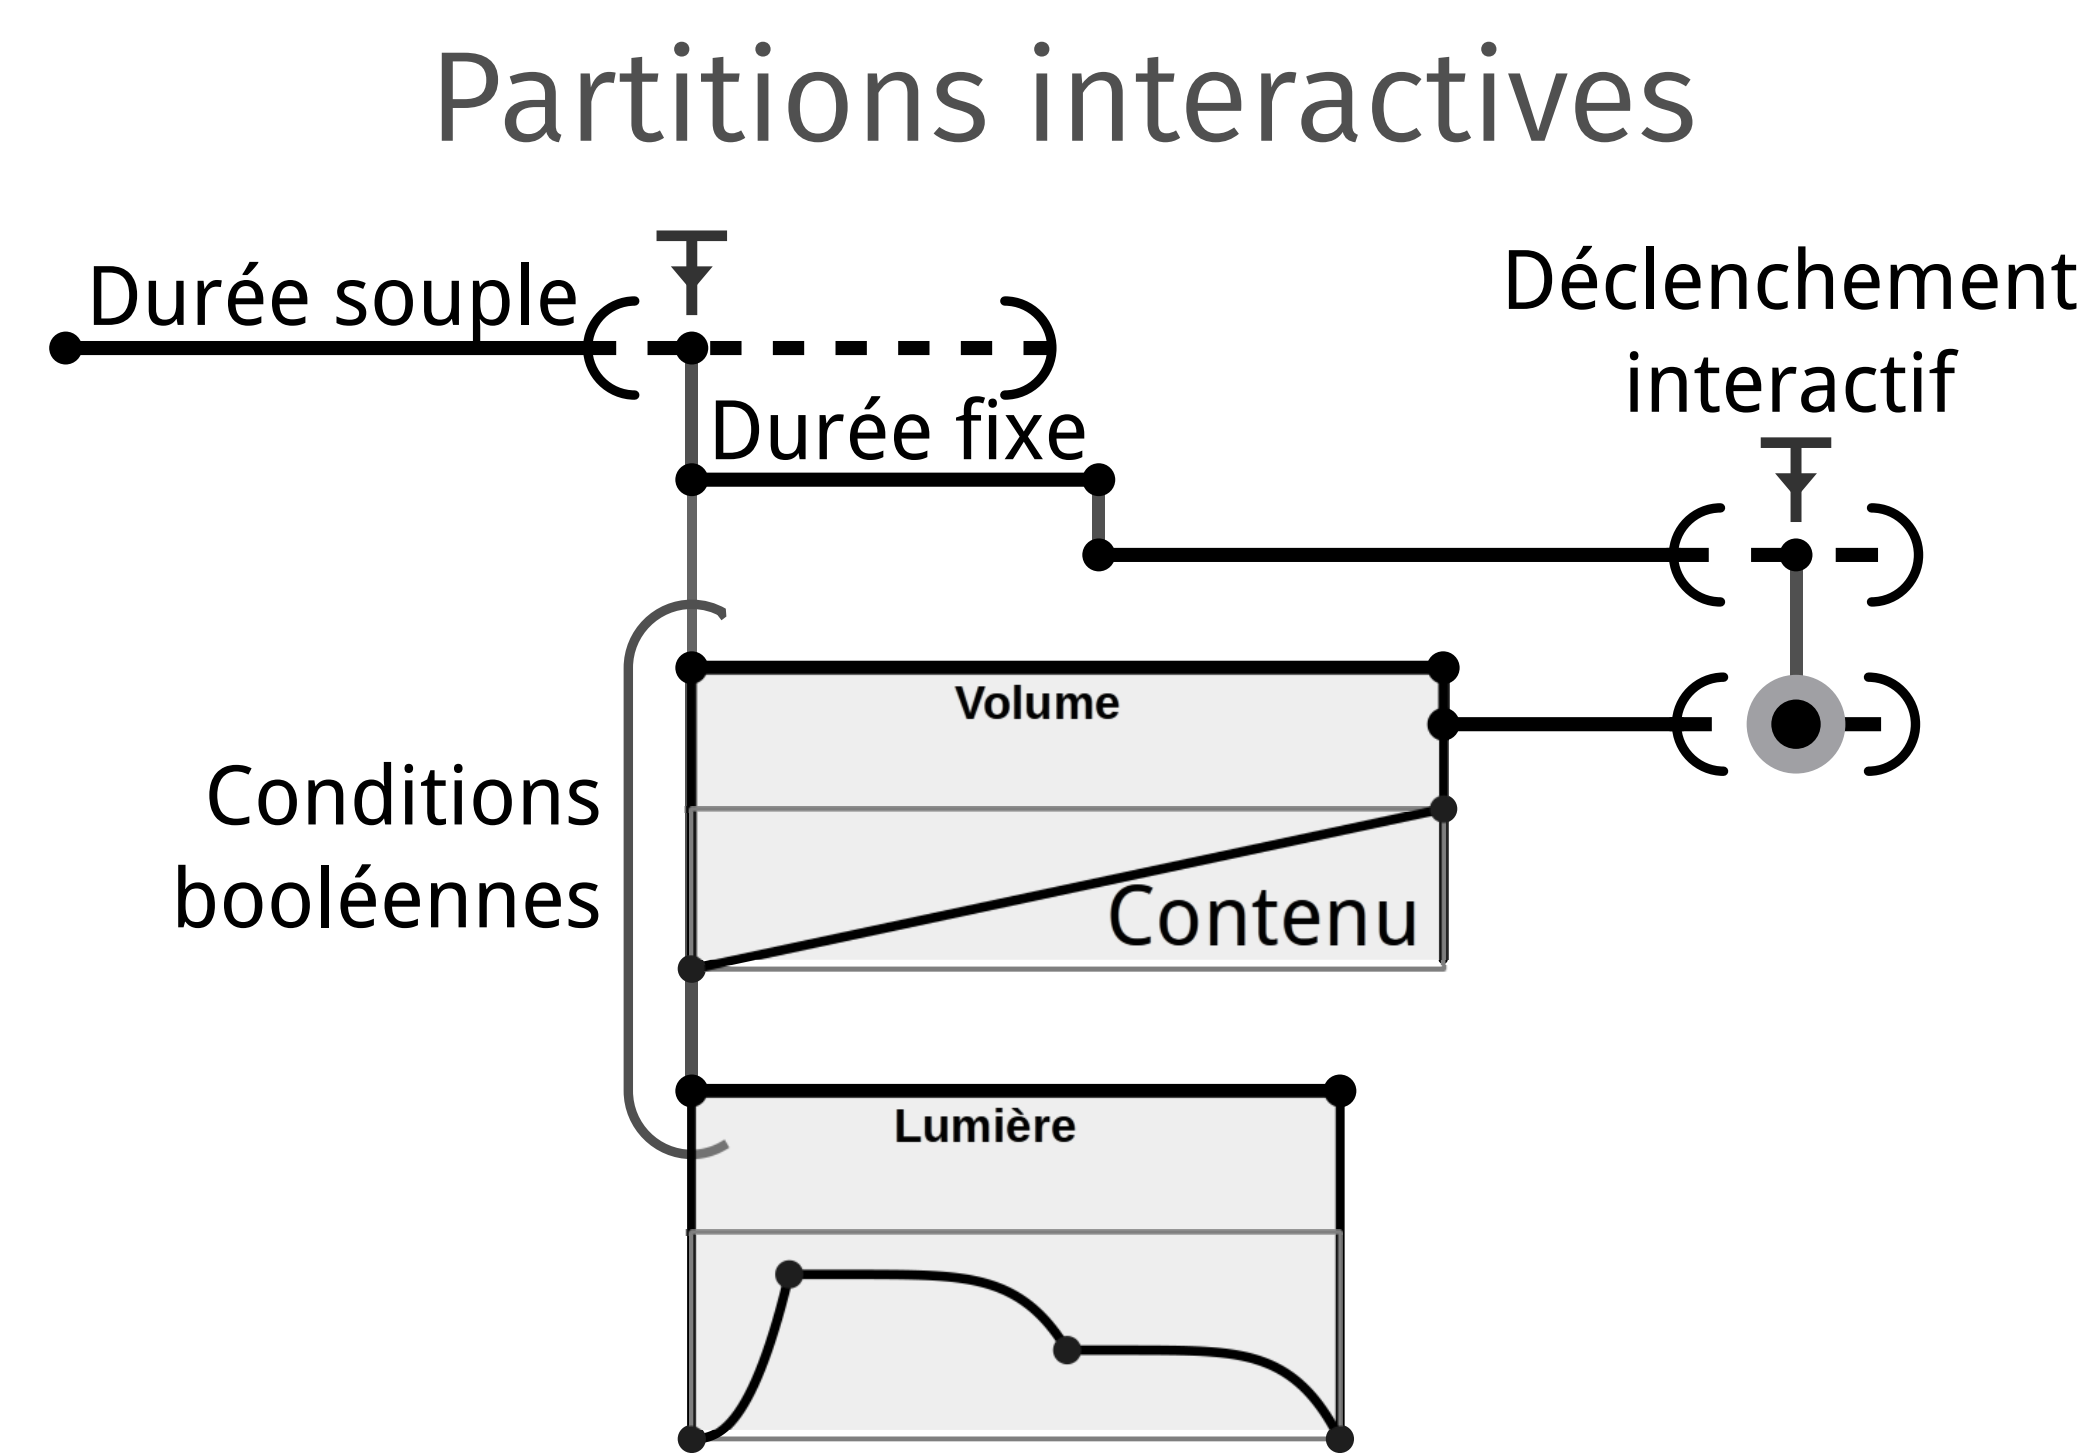 Partitions interactives
Durée souple
Déclenchement
interactif
Durée fixe
Volume
Conditions
booléennes
Contenu
Lumière